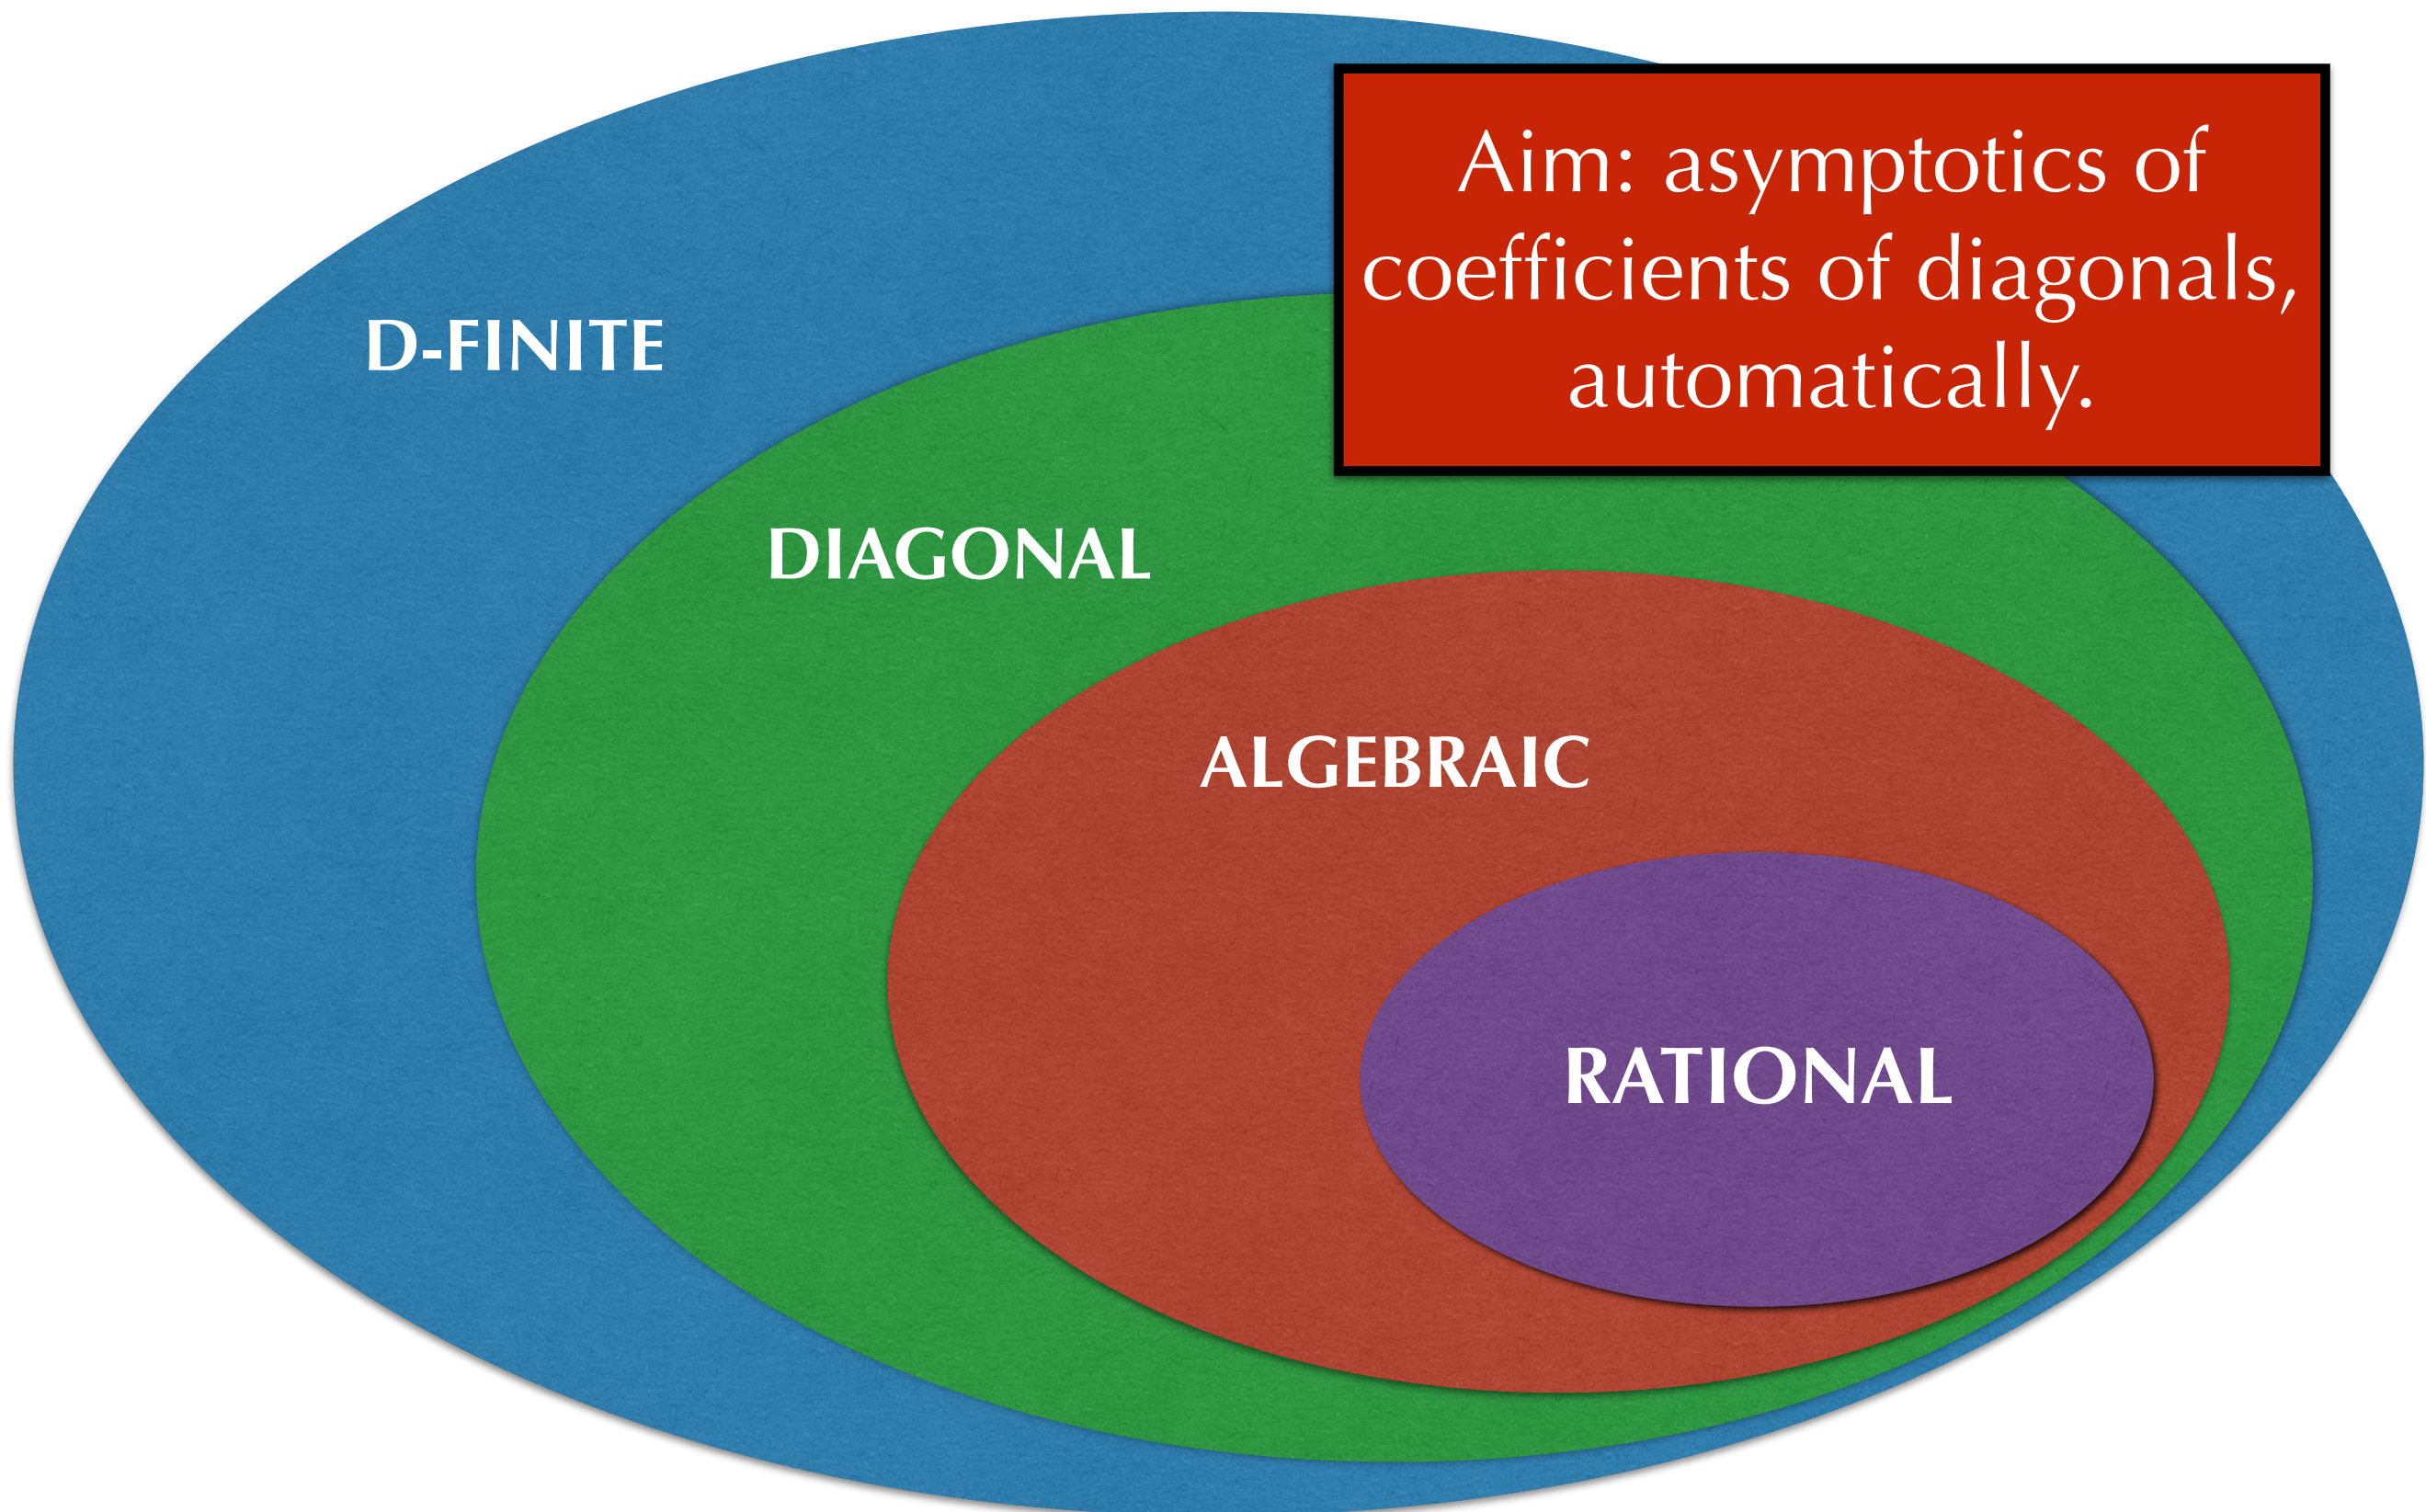 Aim: asymptotics of
coefficients of diagonals,
automatically.
D-FINITE
DIAGONAL
ALGEBRAIC
RATIONAL